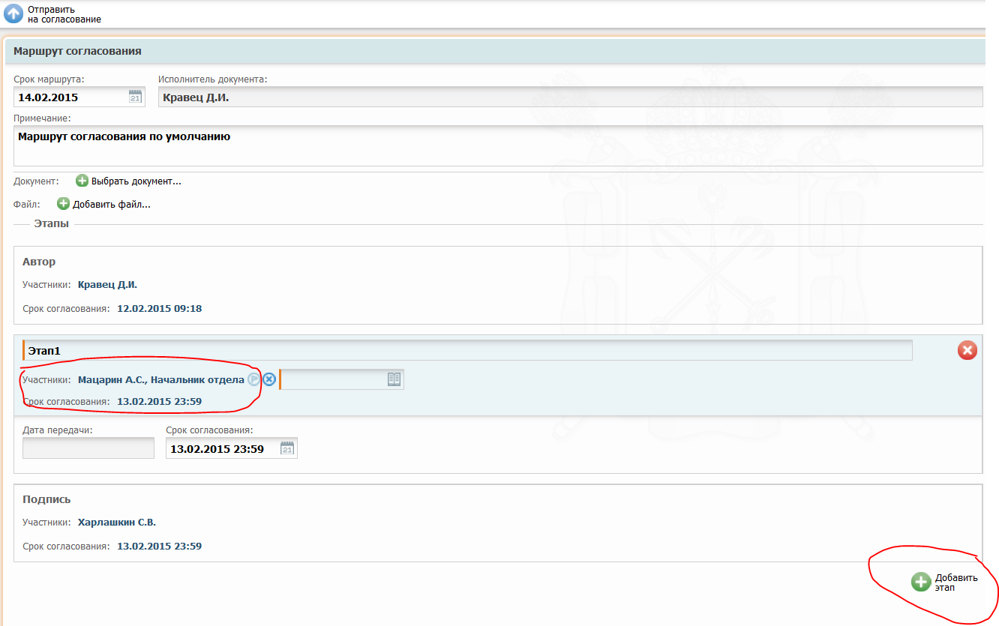 Отправить
на согласование
Маршрут согласования
Срок маршрута: Исполнитель документа:
14.02.2015 21 Кравец Д.И.
Примечание:
Маршрут согласования по умолчанию
Документ: Выбрать документ...
Файл: Добавить файл...
Этапы
Автор
Участники: Кравец Д.И.
Срок согласования: 12.02.2015 09:18
Этап1
Участники: Мацарин А.С., Начальник отдела P
Срок согласования: 13.02.2015 23:59
Дата передачи: Срок согласования:
13.02.2015 23:59 21
Подпись
Участники: Харлашкин С.В.
Срок согласования: 13.02.2015 23:59
Добавить
этап